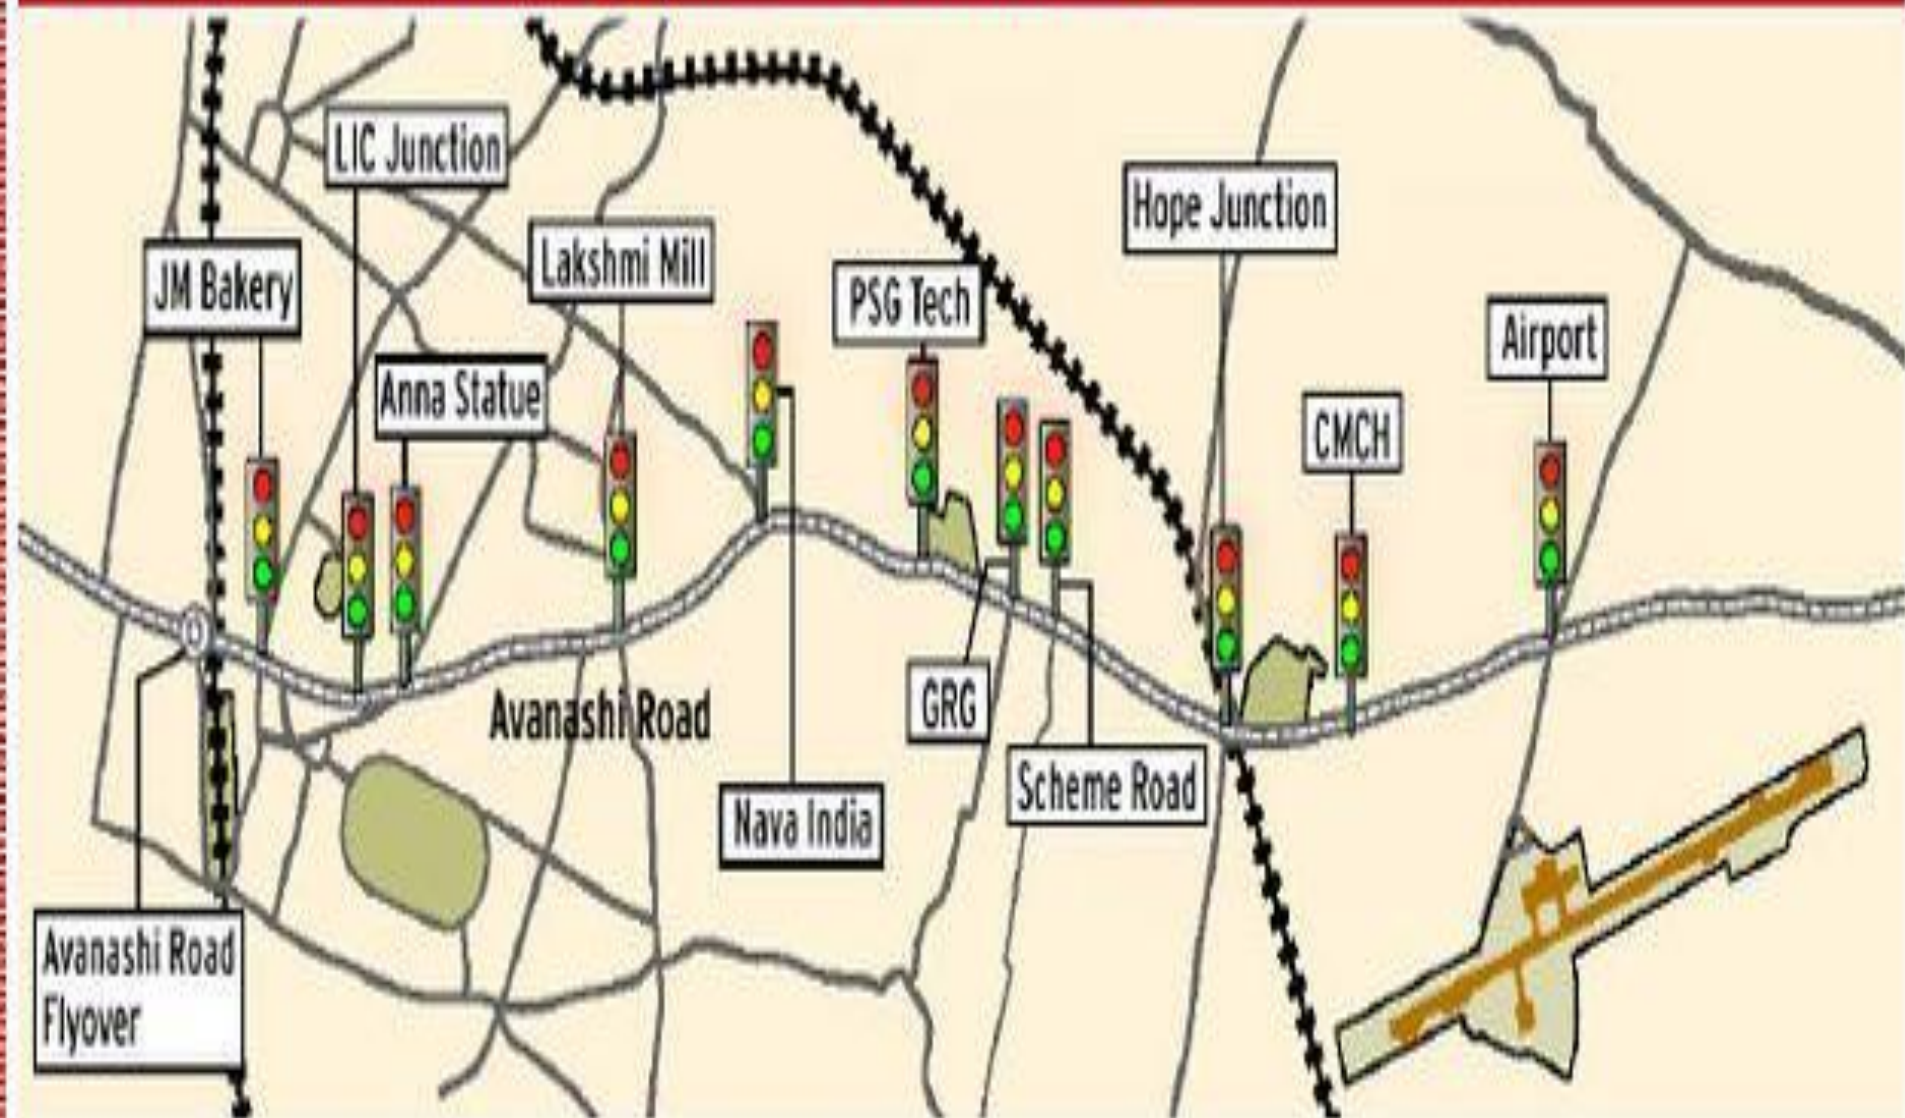 LIC Junction
Hope Junction
JM Bakery
Lakshmi Mill
PSG Tech
Airport
Anna Statue
CMCH
Avanashi Road
GRG
Scheme Road
Nava India
Avanashi Road
Flyover